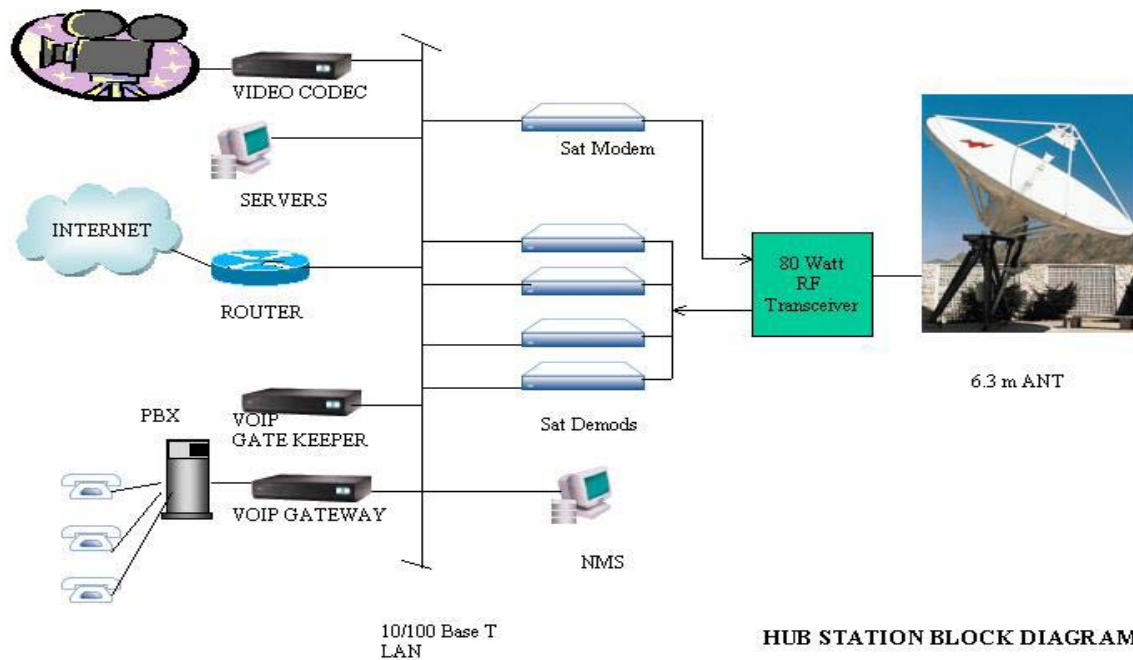 VIDEO CODEC
Sat Modem
SERVERS
INTERNET
ROUTER
80 Watt
RF
Transceiver
6.3 m ANT
PBX
VOIP
GATE KEEPER
Sat Demods
VOIP GATEWAY
NMS
10/100 Base T
LAN
HUB STATION BLOCK DIAGRAM